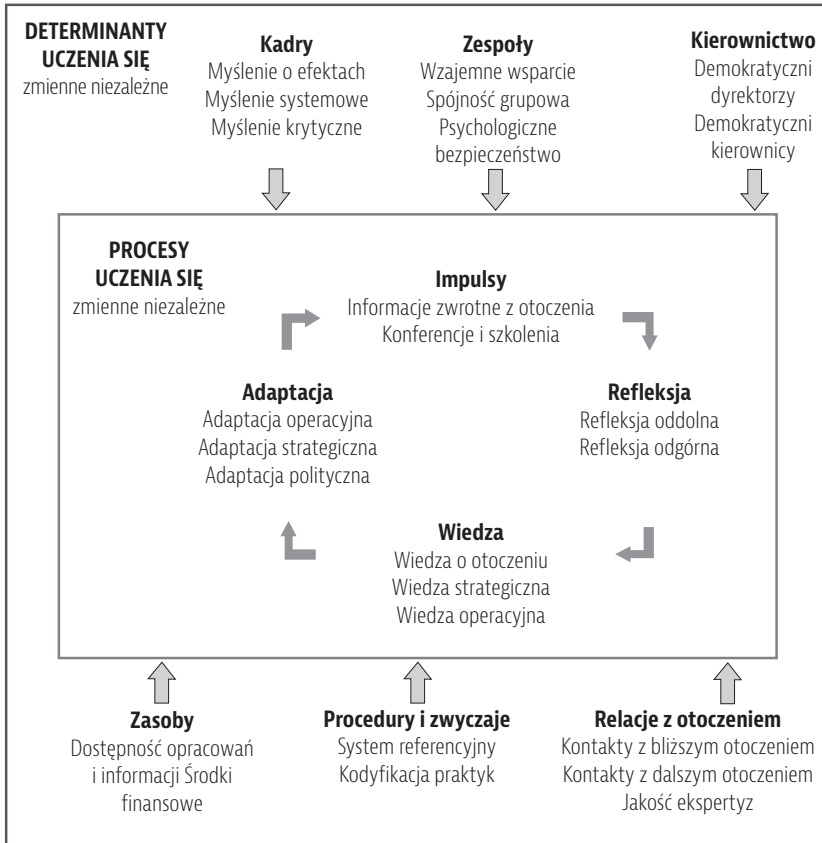 DETERMINANTY
UCZENIA SIĘ
zmienne niezależne
Kadry
Myślenie o efektach
Myślenie systemowe
Myślenie krytyczne
Zespoły
Wzajemne wsparcie
Spójność grupowa
Psychologiczne
bezpieczeństwo
Kierownictwo
Demokratyczni
dyrektorzy
Demokratyczni
kierownicy
PROCESY
UCZENIA SIĘ
zmienne niezależne
Impulsy
Informacje zwrotne z otoczenia
Konferencje i szkolenia
Adaptacja
Adaptacja operacyjna
Adaptacja strategiczna
Adaptacja polityczna
Refleksja
Refleksja oddolna
Refleksja odgórna
Wiedza
Wiedza o otoczeniu
Wiedza strategiczna
Wiedza operacyjna
Zasoby
Dostępność opracowań
i informacji Środki
finansowe
Procedury i zwyczaje
System referencyjny
Kodyfikacja praktyk
Relacje z otoczeniem
Kontakty z bliższym otoczeniem
Kontakty z dalszym otoczeniem
Jakość ekspertyz